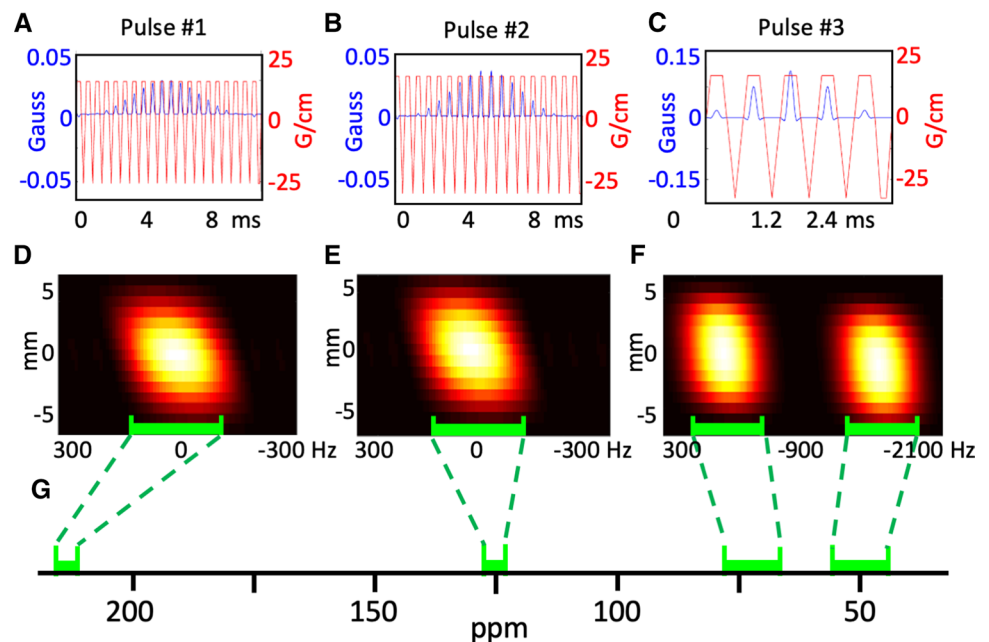 A Pulse #1
0.05 25
Gauss 0 0 G/cm
-0.05 -25
0 4 8 ms
B Pulse #2
0.05 25
Gauss 0 0 G/cm
-0.05 -25
0 4 8 ms
C Pulse #3
0.15 25
Gauss 0 0 G/cm
-0.15 -25
0 1.2 2.4 ms
D
5
mm 0
-5
300 0 -300 Hz
E
5
mm 0
-5
300 0 -300 Hz
F
5
mm 0
-5
300 -900 -2100 Hz
G
200 150 100 50
ppm